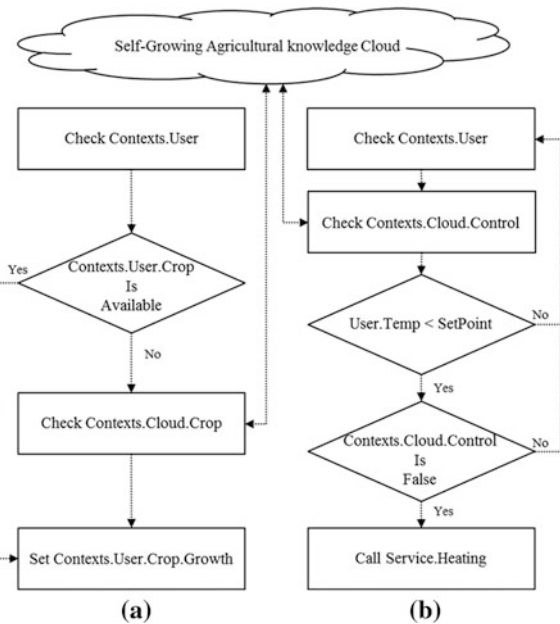 Self-Growing Agricultural knowledge Cloud
Check Contexts.User
Yes
Contexts.User.Crop
Is
Available
No
Check Contexts.Cloud.Crop
Set Contexts.User.Crop.Growth
(a)
Check Contexts.User
Check Contexts.Cloud.Control
User.Temp < SetPoint
No
Yes
Contexts.Cloud.Control
Is
False
No
Yes
Call Service.Heating
(b)